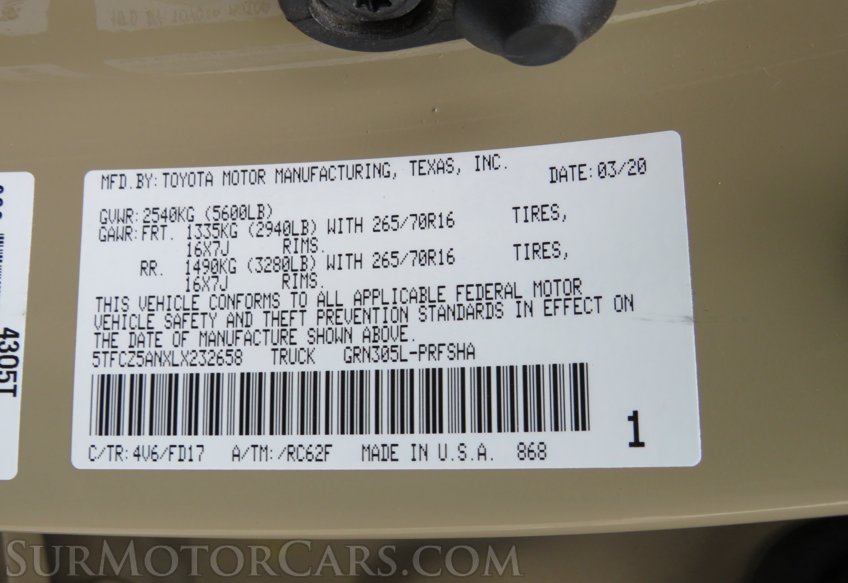 MFD.BY: TOYOTA MOTOR MANUFACTURING, TEXAS, INC. DATE: 03/20
GVWR: 2540KG (5600LB)
GAWR: FRT. 1335KG (2940LB) WITH 265/70R16 TIRES,
16X7J RIMS.
RR. 1490KG (3280LB) WITH 265/70R16 TIRES,
16X7J RIMS.
THIS VEHICLE CONFORMS TO ALL APPLICABLE FEDERAL MOTOR
VEHICLE SAFETY AND THEFT PREVENTION STANDARDS IN EFFECT ON
THE DATE OF MANUFACTURE SHOWN ABOVE.
5TFCZ5ANXLX232658 TRUCK GRN305L-PRFSHA
1
C/TR: 4V6/FD17 A/TM: /RC62F MADE IN U.S.A. 868
4305T
SURMOTORCARS.COM